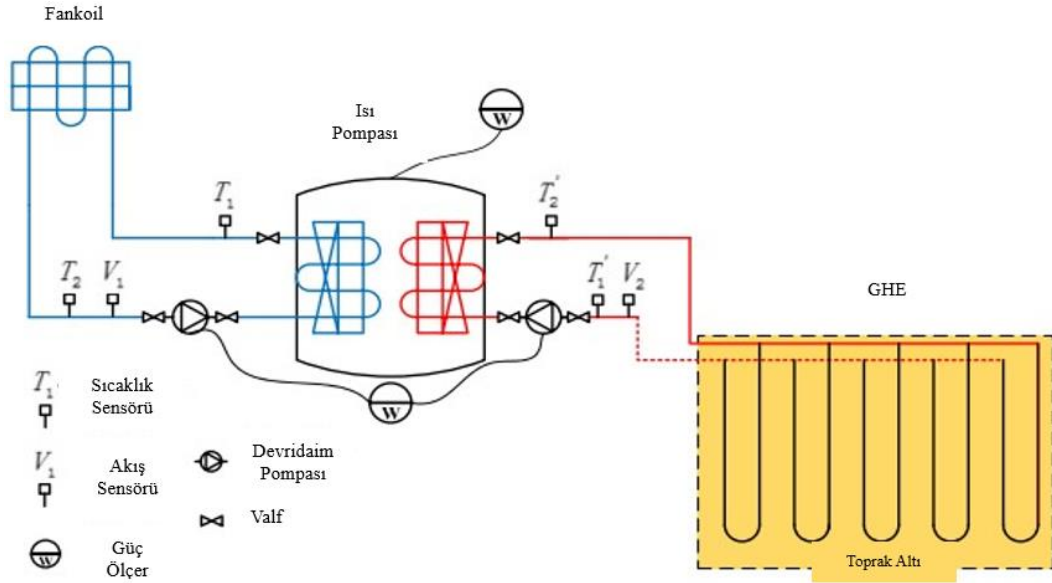 Fankoil
Isı
Pompası
W
T₁
T₂'
T₂
V₁
T₁'
V₂
GHE
W
T₁
Sıcaklık
Sensörü
V₁
Akış
Sensörü
Devridaim
Pompası
Valf
W
Güç
Ölçer
Toprak Altı